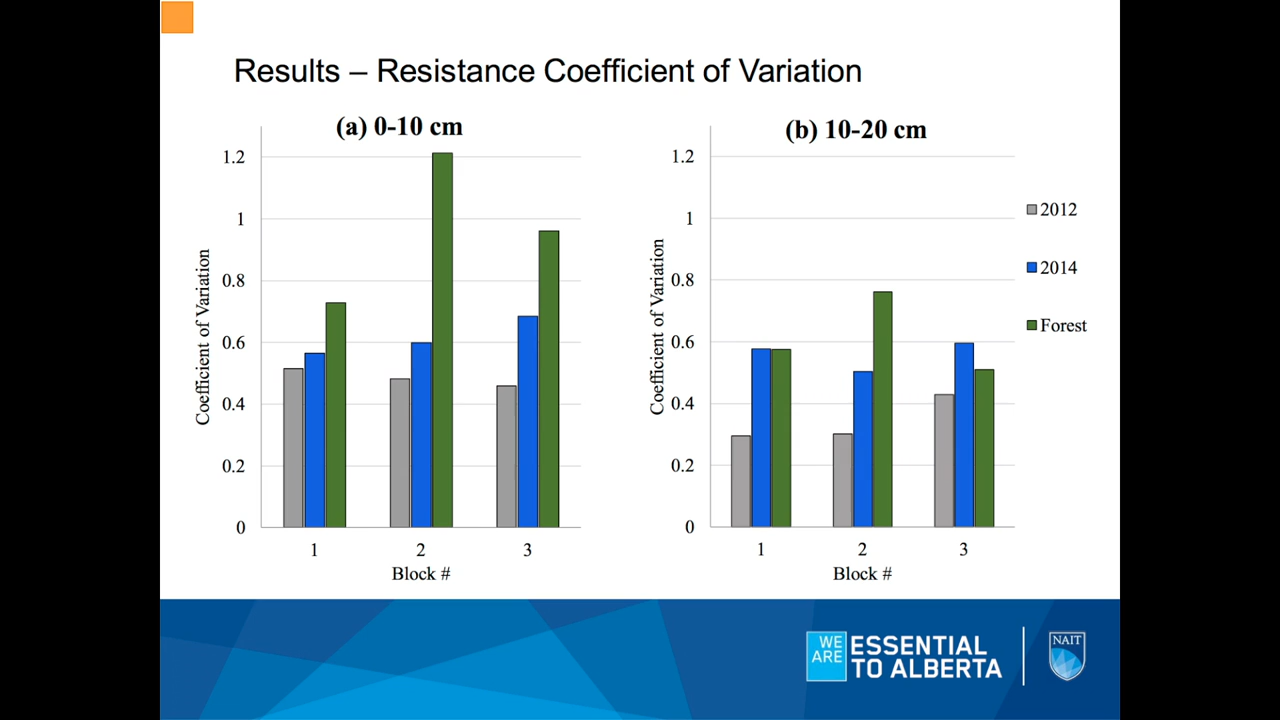 Results – Resistance Coefficient of Variation
(a) 0-10 cm
1.2
1
0.8
0.6
0.4
0.2
0
Coefficient of Variation
1 2 3
Block #
(b) 10-20 cm
1.2
1
0.8
0.6
0.4
0.2
0
Coefficient of Variation
1 2 3
Block #
2012
2014
Forest
WE
ARE
ESSENTIAL
TO ALBERTA
NAIT